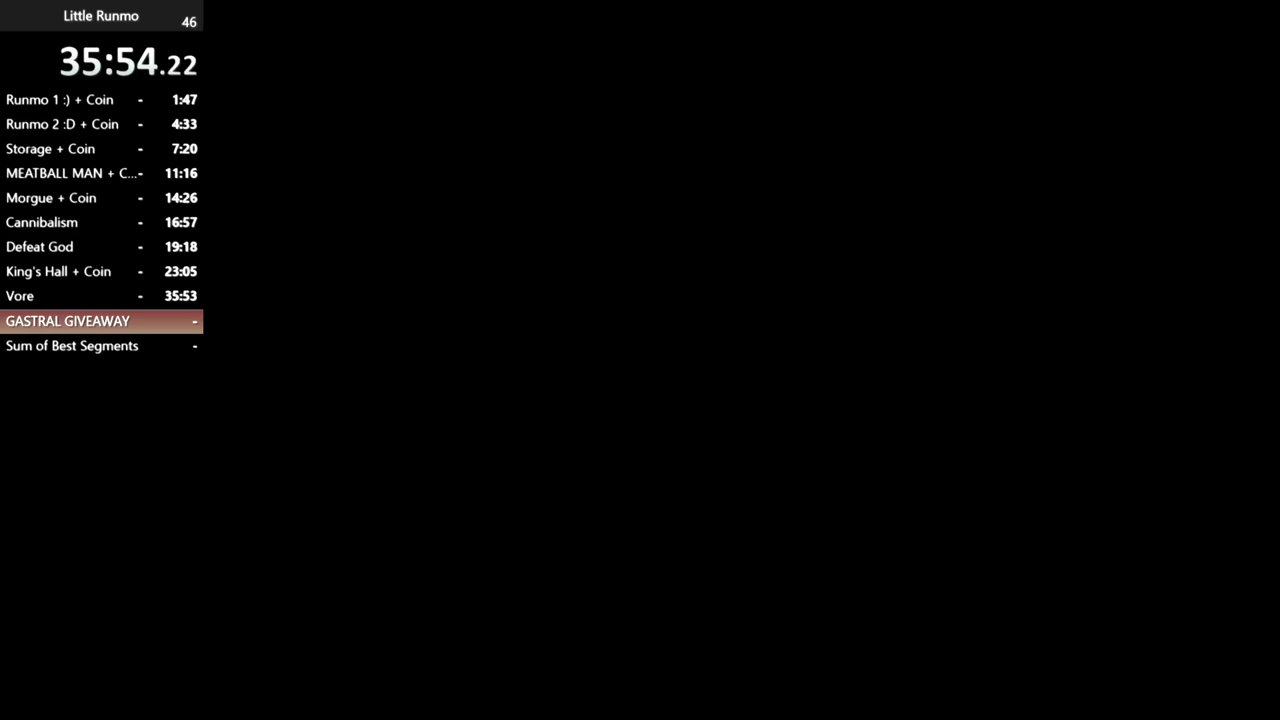 Little Runmo
46
35:54.22
Runmo 1 :) + Coin - 1:47
Runmo 2 :D + Coin - 4:33
Storage + Coin - 7:20
MEATBALL MAN + C...- 11:16
Morgue + Coin - 14:26
Cannibalism - 16:57
Defeat God - 19:18
King's Hall + Coin - 23:05
Vore - 35:53
GASTRAL GIVEAWAY -
Sum of Best Segments -